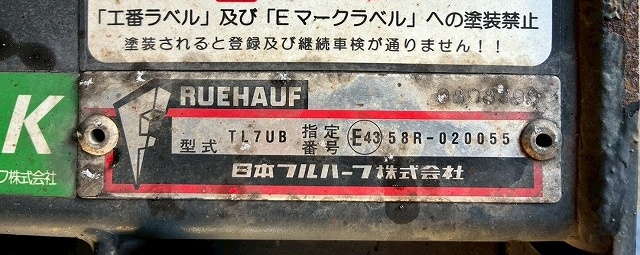 「工番ラベル」及び「Eマークラベル」への塗装禁止
塗装されると登録及び継続車検が通りません！！
RUEHAUF
型式 TL7UB 指定番号 E43 58R-020055
日本フルハーフ株式会社
K
フ株式会社